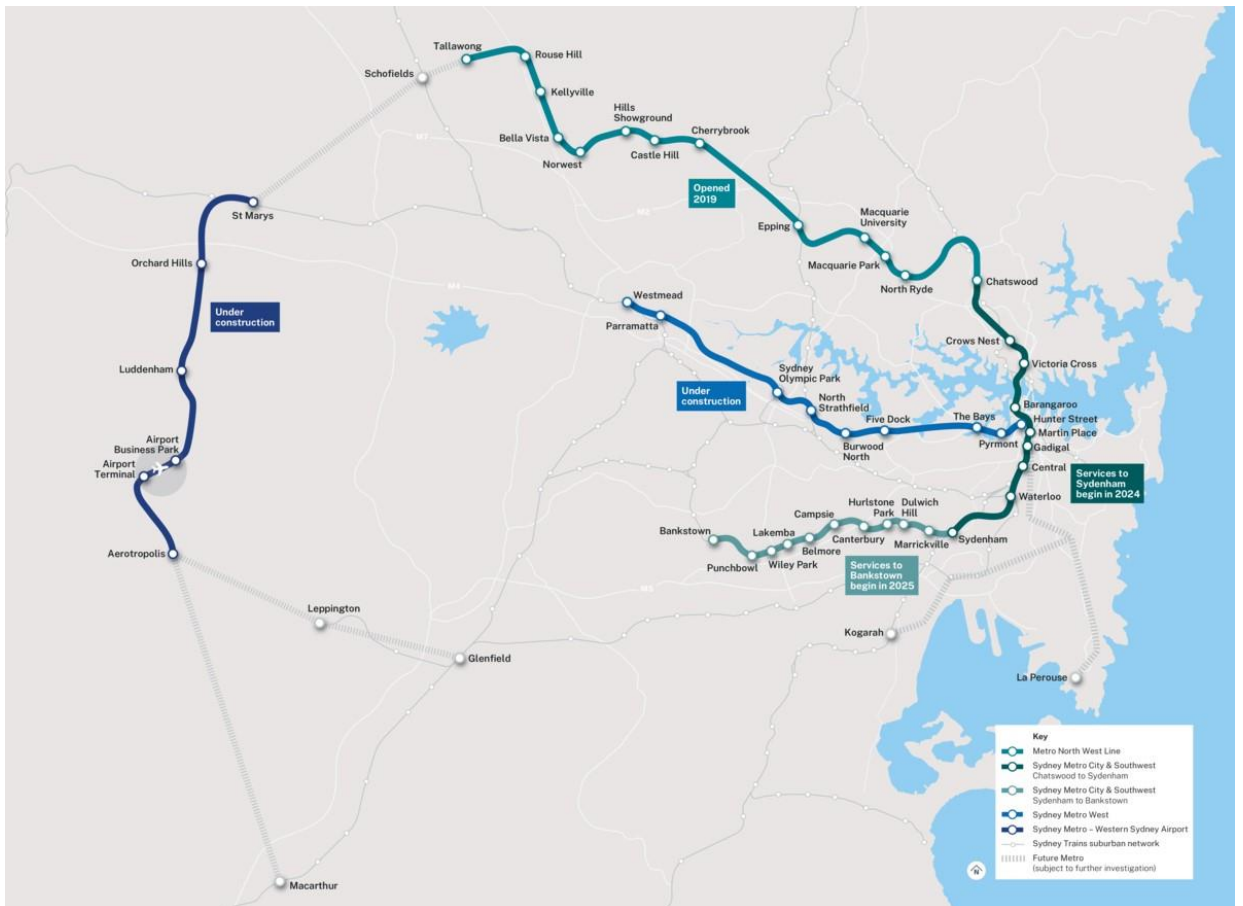 Tallawong
Rouse Hill
Schofields
Kellyville
Hills
Showground
Bella Vista
Cherrybrook
M7
Norwest
Castle Hill
Opened
2019
St Marys
M2
Macquarie
University
Epping
Orchard Hills
Macquarie Park
North Ryde
Chatswood
M4
Westmead
Under
construction
Parramatta
Crows Nest
Victoria Cross
Luddenham
Sydney
Olympic Park
Under
construction
North
Strathfield
Barangaroo
Five Dock
The Bays
Hunter Street
Martin Place
Airport
Business Park
Burwood
North
Pyrmont
Gadigal
Airport
Terminal
Central
Services to
Sydenham
begin in 2024
Waterloo
Hurlstone
Park
Dulwich
Hill
Campsie
Bankstown
Lakemba
Canterbury
Marrickville
Sydenham
Belmore
Aerotropolis
Punchbowl
Wiley Park
Services to
Bankstown
begin in 2025
M5
Leppington
Kogarah
Glenfield
La Perouse
Macarthur
Key
Metro North West Line
Sydney Metro City & Southwest
Chatswood to Sydenham
Sydney Metro City & Southwest
Sydenham to Bankstown
Sydney Metro West
Sydney Metro – Western Sydney Airport
Sydney Trains suburban network
Future Metro
(subject to further investigation)
N